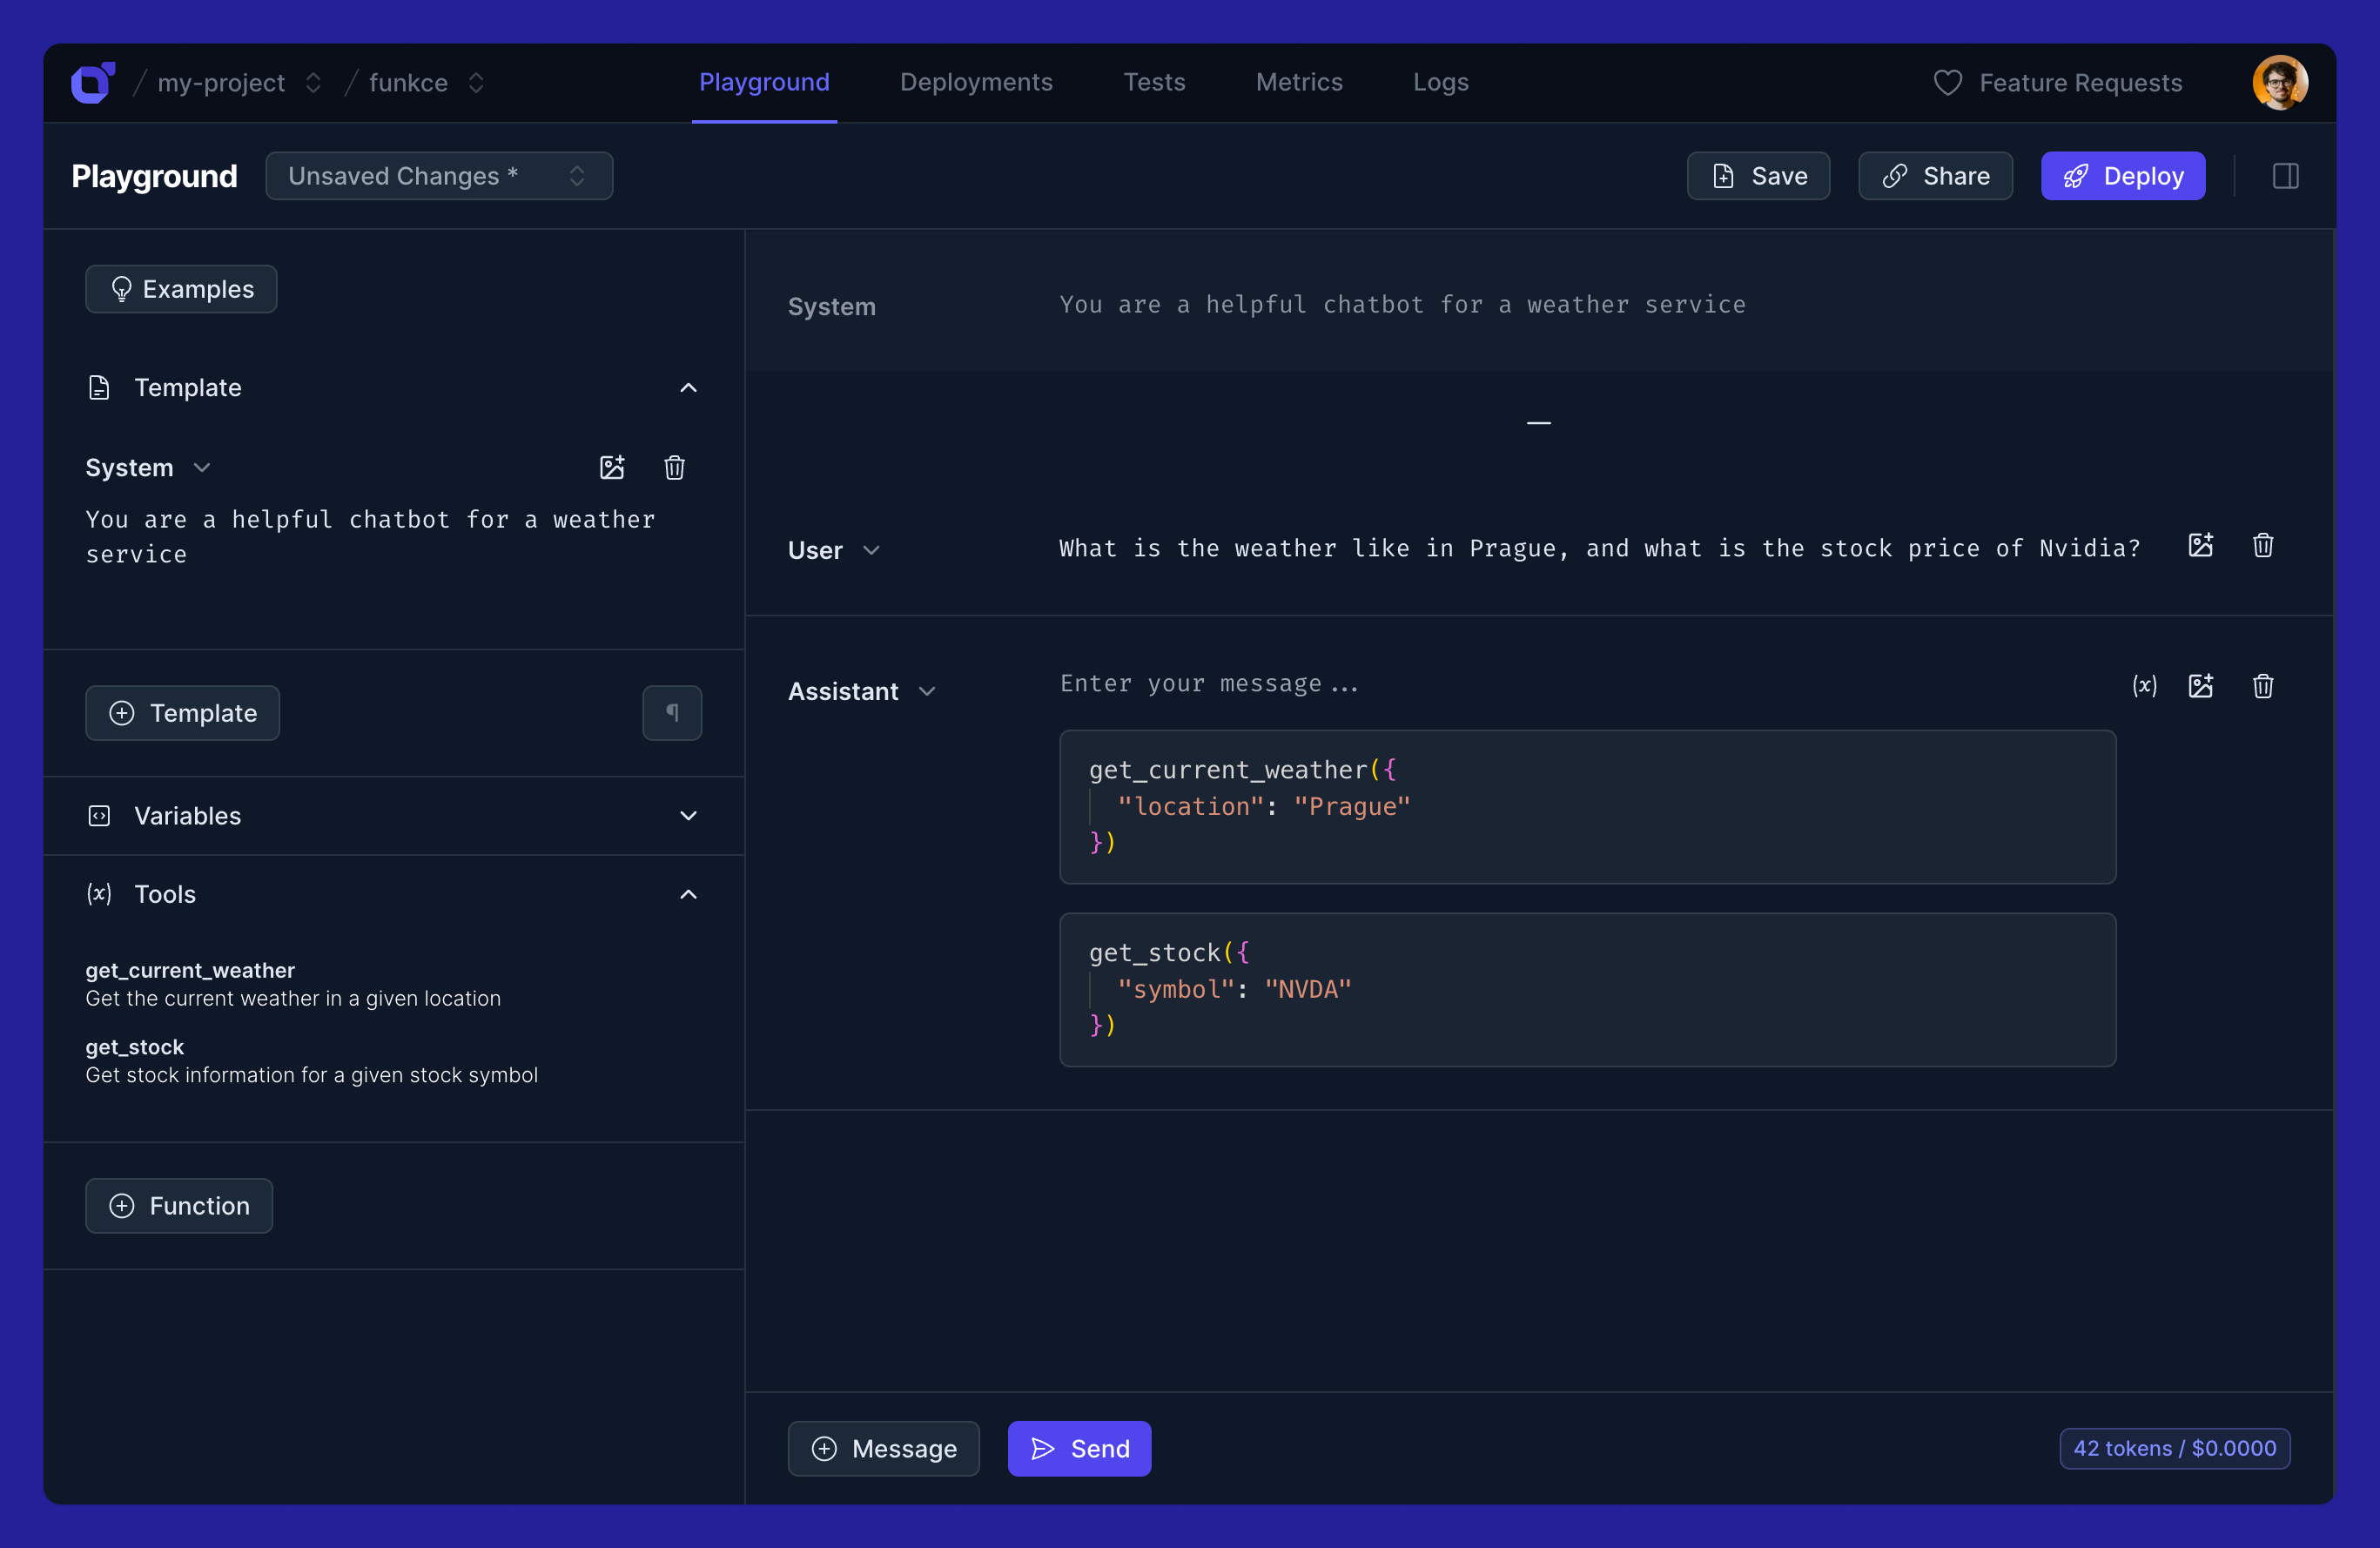 / my-project / funkce
Playground
Deployments
Tests
Metrics
Logs
Feature Requests
Playground
Unsaved Changes *
Save
Share
Deploy
Examples
Template
System
You are a helpful chatbot for a weather
service
Template
¶
Variables
(x) Tools
get_current_weather
Get the current weather in a given location
get_stock
Get stock information for a given stock symbol
Function
System
You are a helpful chatbot for a weather service
User
What is the weather like in Prague, and what is the stock price of Nvidia?
Assistant
Enter your message...
(x)
get_current_weather({
"location": "Prague"
})
get_stock({
"symbol": "NVDA"
})
Message
Send
42 tokens / $0.0000